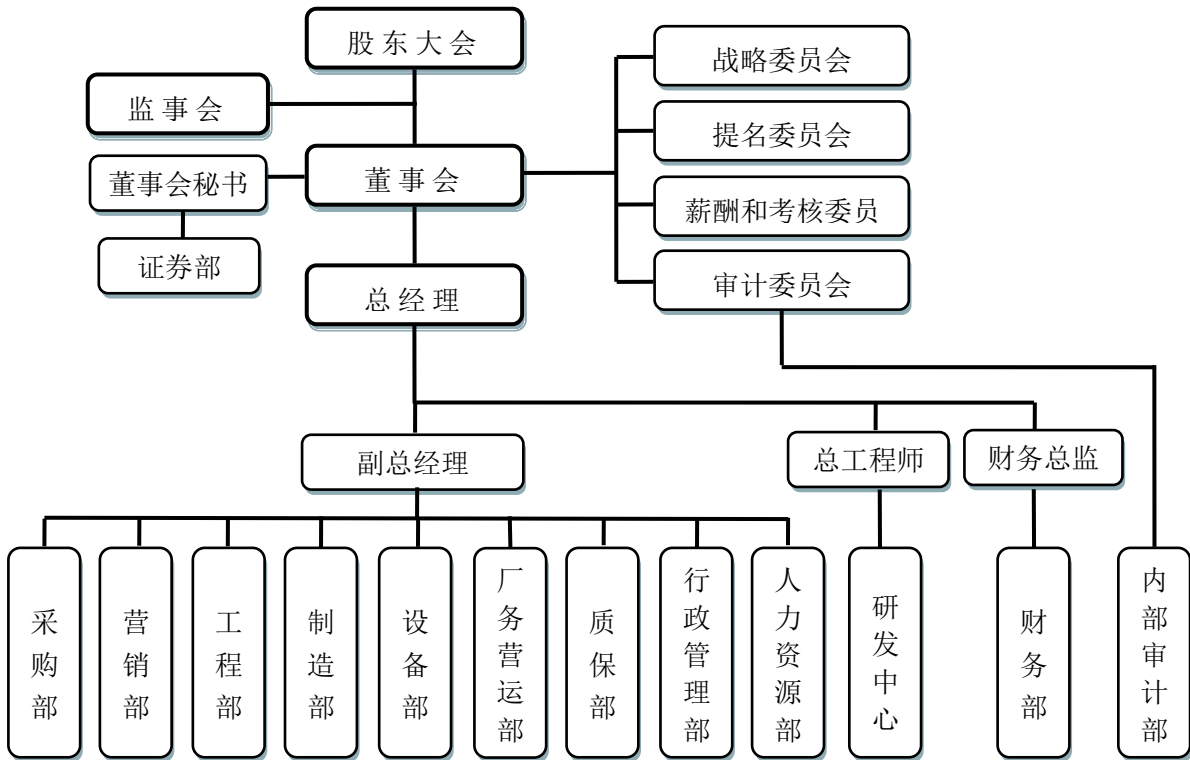 股东大会
战略委员会
监事会
提名委员会
董事会秘书
董事会
薪酬和考核委员
证券部
总经理
审计委员会
副总经理
总工程师
财务总监
采购部
营销部
工程部
制造部
设备部
厂务营运部
质保部
行政管理部
人力资源部
研发中心
财务部
内部审计部